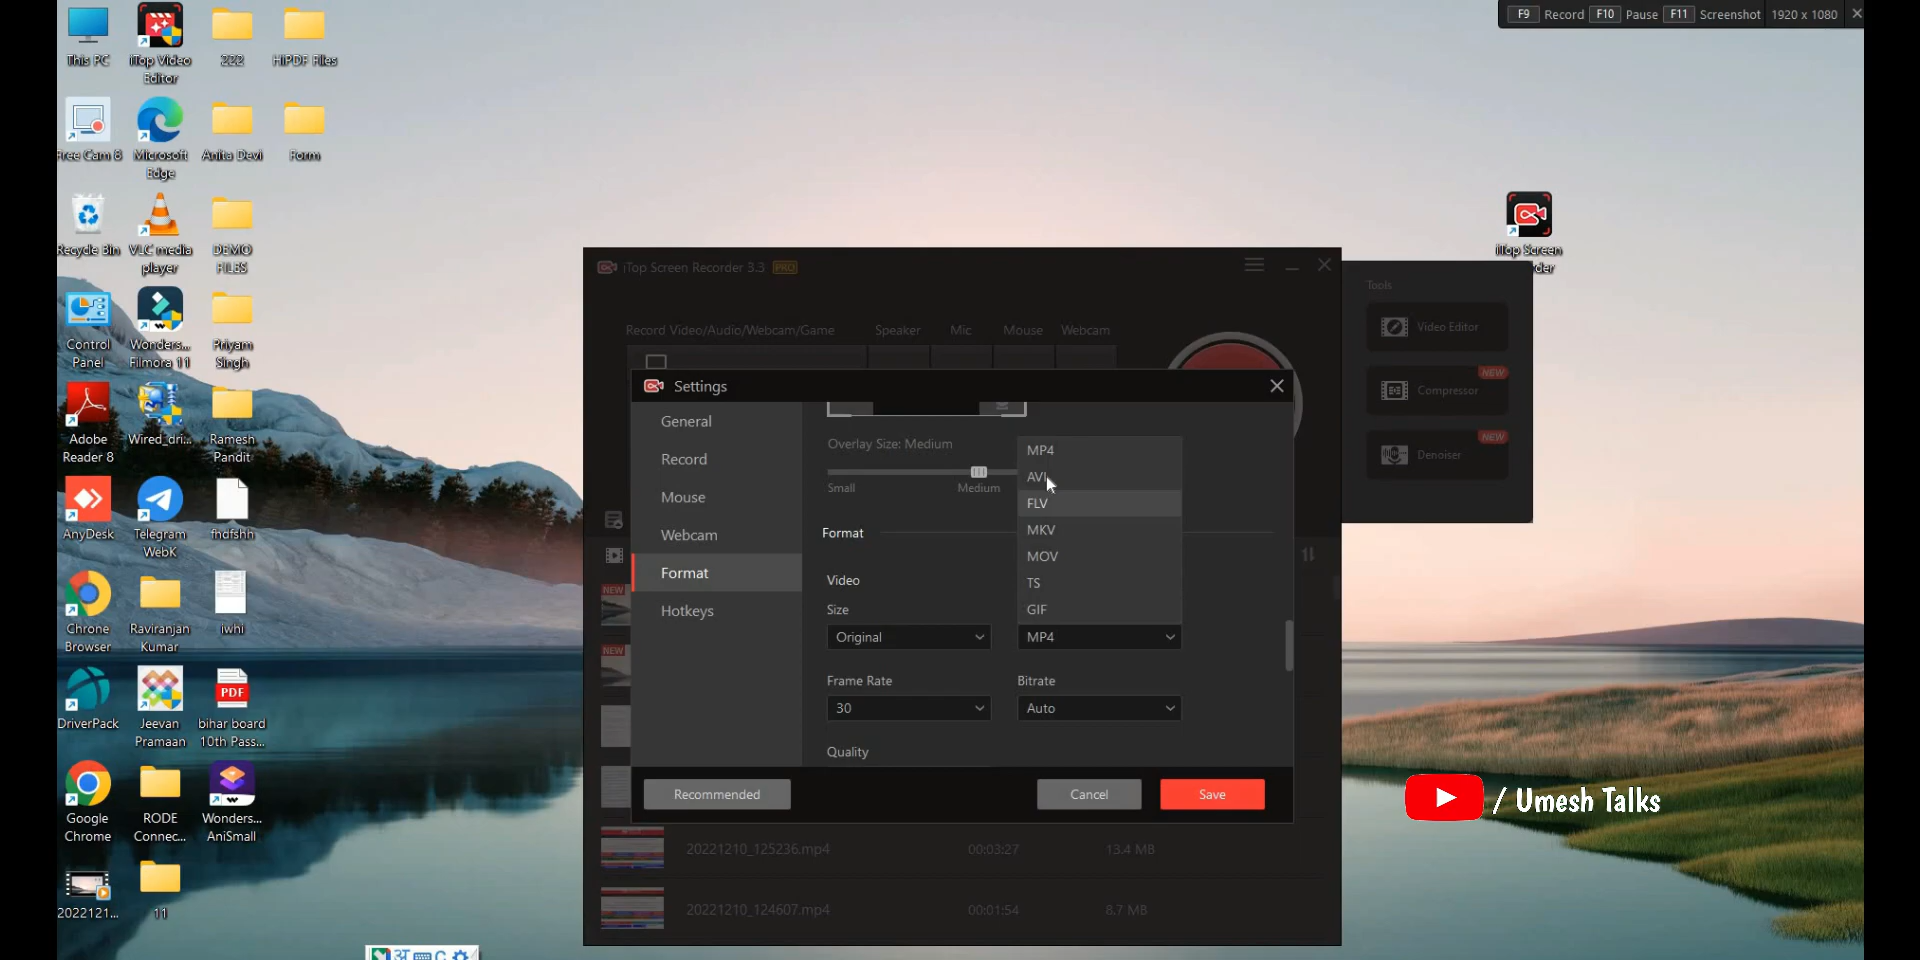 F9 Record F10 Pause F11 Screenshot 1920 x 1080
This PC
iTop Video
Editor
222
HiPDF Files
Free Cam 8
Microsoft
Edge
Anita Devi
Form
Recycle Bin
VLC media
player
DEMO
FILES
Control
Panel
Wonders...
Filmora 11
Priyam
Singh
Adobe
Reader 8
Wired_dri...
Ramesh
Pandit
AnyDesk
Telegram
WebK
fhdfshh
Chrome
Browser
Raviranjan
Kumar
iwhi
DriverPack
Jeevan
Pramaan
PDF
bihar board
10th Pass...
Google
Chrome
RODE
Connec...
Wonders...
AniSmall
2022121...
11
iTop Screen
iTop Screen Recorder 3.3 PRO
Record Video/Audio/Webcam/Game
Speaker
Mic
Mouse
Webcam
Tools
Video Editor
NEW
Compressor
NEW
Denoiser
Settings
General
Record
Mouse
Webcam
Format
Hotkeys
Overlay Size: Medium
Small
Medium
Format
Video
Size
Original
MP4
AVI
FLV
MKV
MOV
TS
GIF
MP4
Frame Rate
30
Bitrate
Auto
Quality
Recommended
Cancel
Save
NEW
NEW
20221210_125236.mp4 00:03:27 13.4 MB
20221210_124607.mp4 00:01:54 8.7 MB
/ Umesh Talks
अ